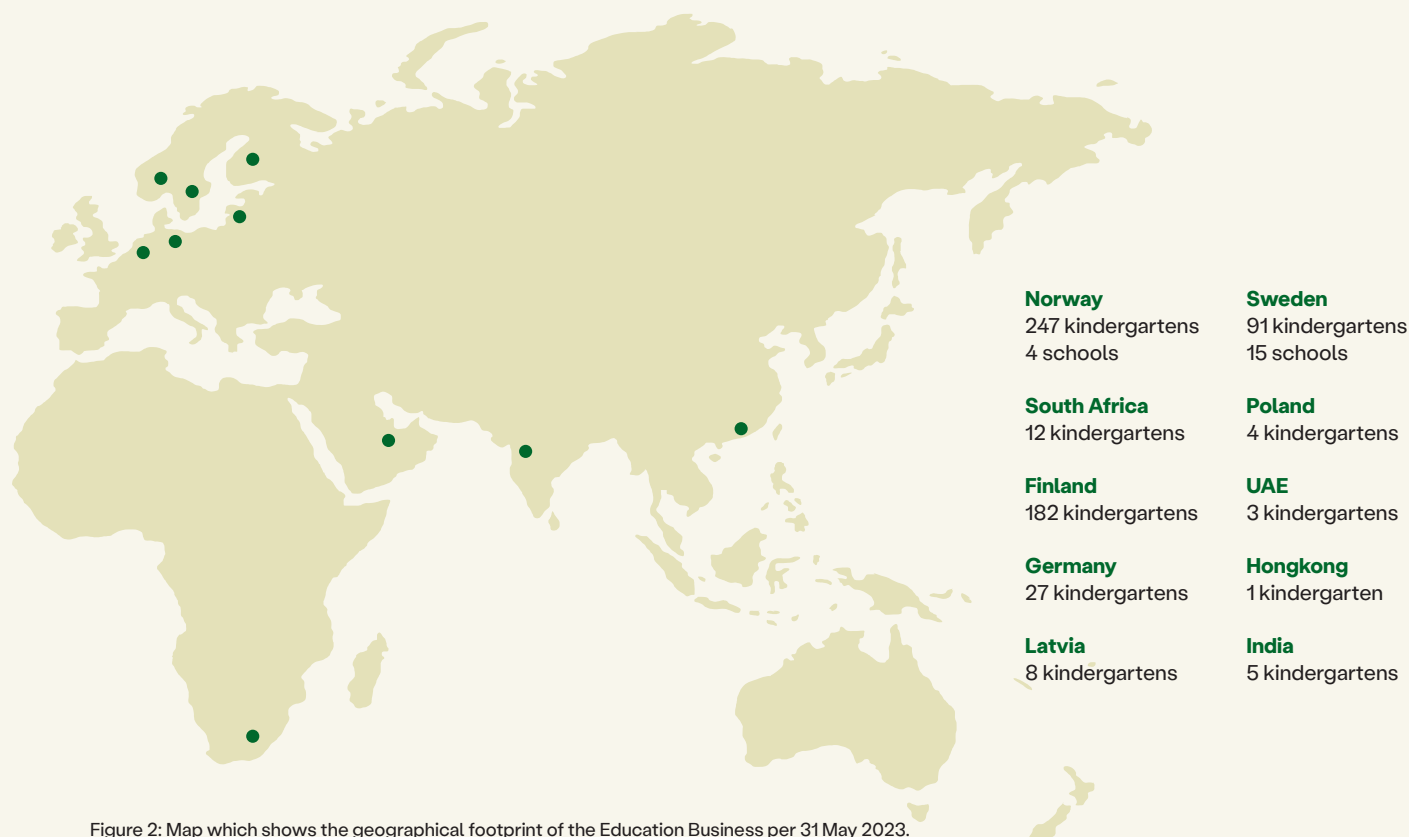 Norway
247 kindergartens
4 schools
Sweden
91 kindergartens
15 schools
South Africa
12 kindergartens
Poland
4 kindergartens
Finland
182 kindergartens
UAE
3 kindergartens
Germany
27 kindergartens
Hongkong
1 kindergarten
Latvia
8 kindergartens
India
5 kindergartens
Figure 2: Map which shows the geographical footprint of the Education Business per 31 May 2023.